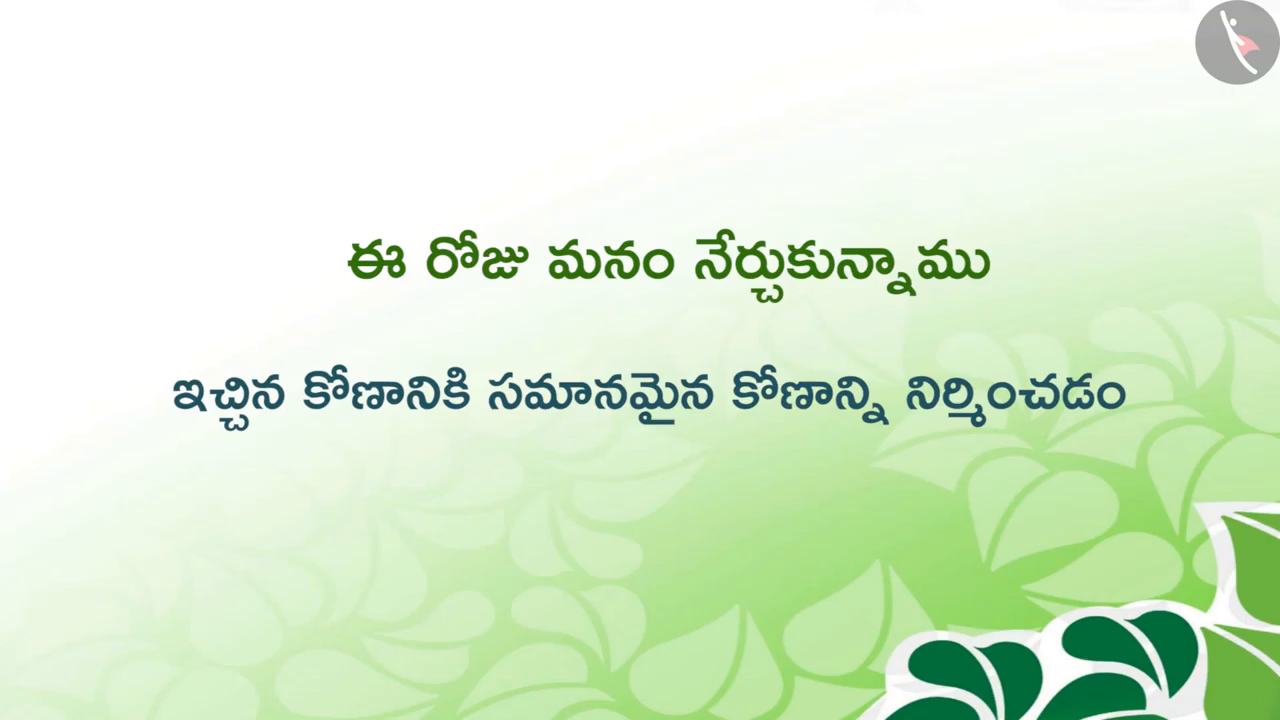 ఈ రోజు మనం నేర్చుకున్నాము
ఇచ్చిన కోణానికి సమానమైన కోణాన్ని నిర్మించడం